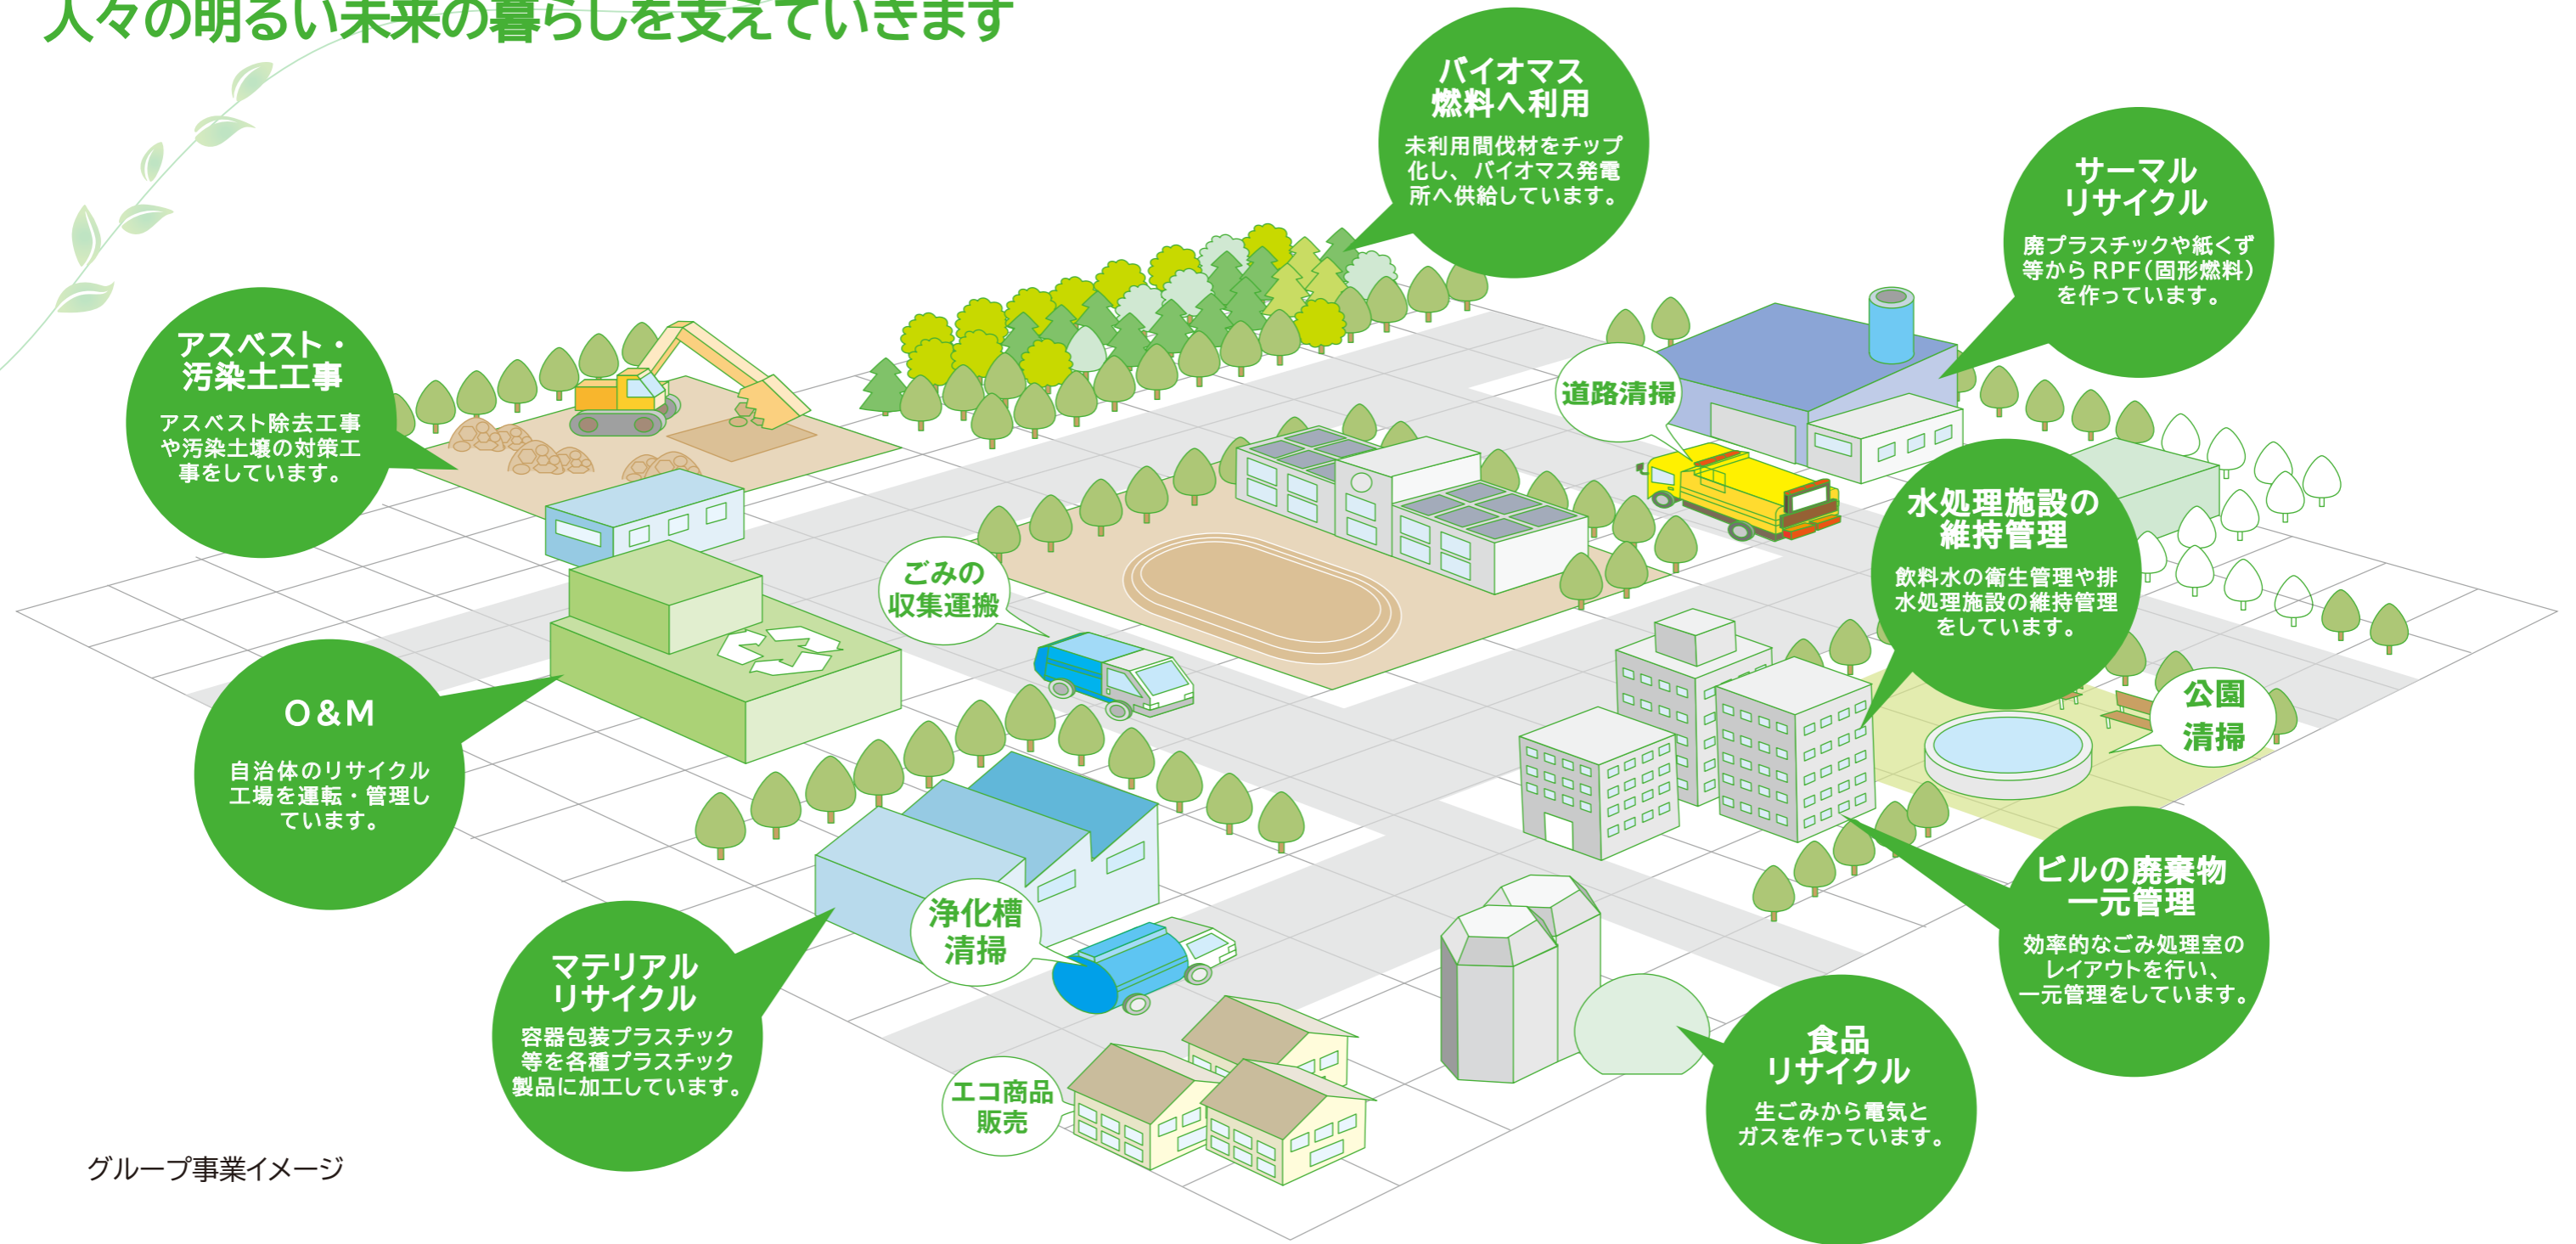 人々の明るい未来の暮らしを支えていきます
バイオマス
燃料へ利用
未利用間伐材をチップ
化し、バイオマス発電
所へ供給しています。
サーマル
リサイクル
廃プラスチックや紙くず
等からRPF（固形燃料）
を作っています。
アスベスト・
汚染土工事
アスベスト除去工事
や汚染土壌の対策工
事をしています。
道路清掃
水処理施設の
維持管理
飲料水の衛生管理や排
水処理施設の維持管理
をしています。
ごみの
収集運搬
O&M
自治体のリサイクル
工場を運転・管理し
ています。
公園
清掃
ビルの廃棄物
一元管理
効率的なごみ処理室の
レイアウトを行い、
一元管理をしています。
浄化槽
清掃
マテリアル
リサイクル
容器包装プラスチック
等を各種プラスチック
製品に加工しています。
エコ商品
販売
食品
リサイクル
生ごみから電気と
ガスを作っています。
グループ事業イメージ